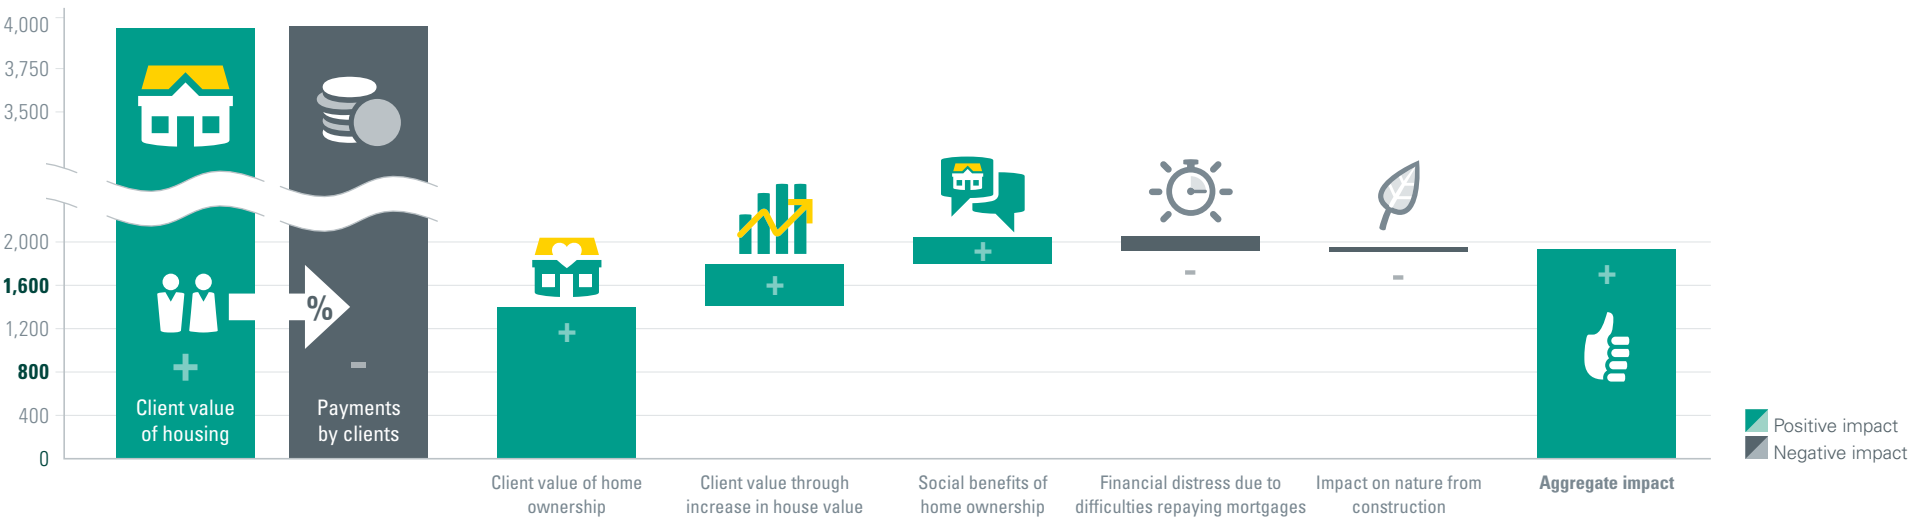 4,000
3,750
3,500
2,000
1,600
1,200
800
400
0
+
Client value
of housing
%
-
Payments
by clients
+
Client value of home
ownership
+
Client value through
increase in house value
+
Social benefits of
home ownership
-
Financial distress due to
difficulties repaying mortgages
-
Impact on nature from
construction
+
Aggregate impact
Positive impact
Negative impact